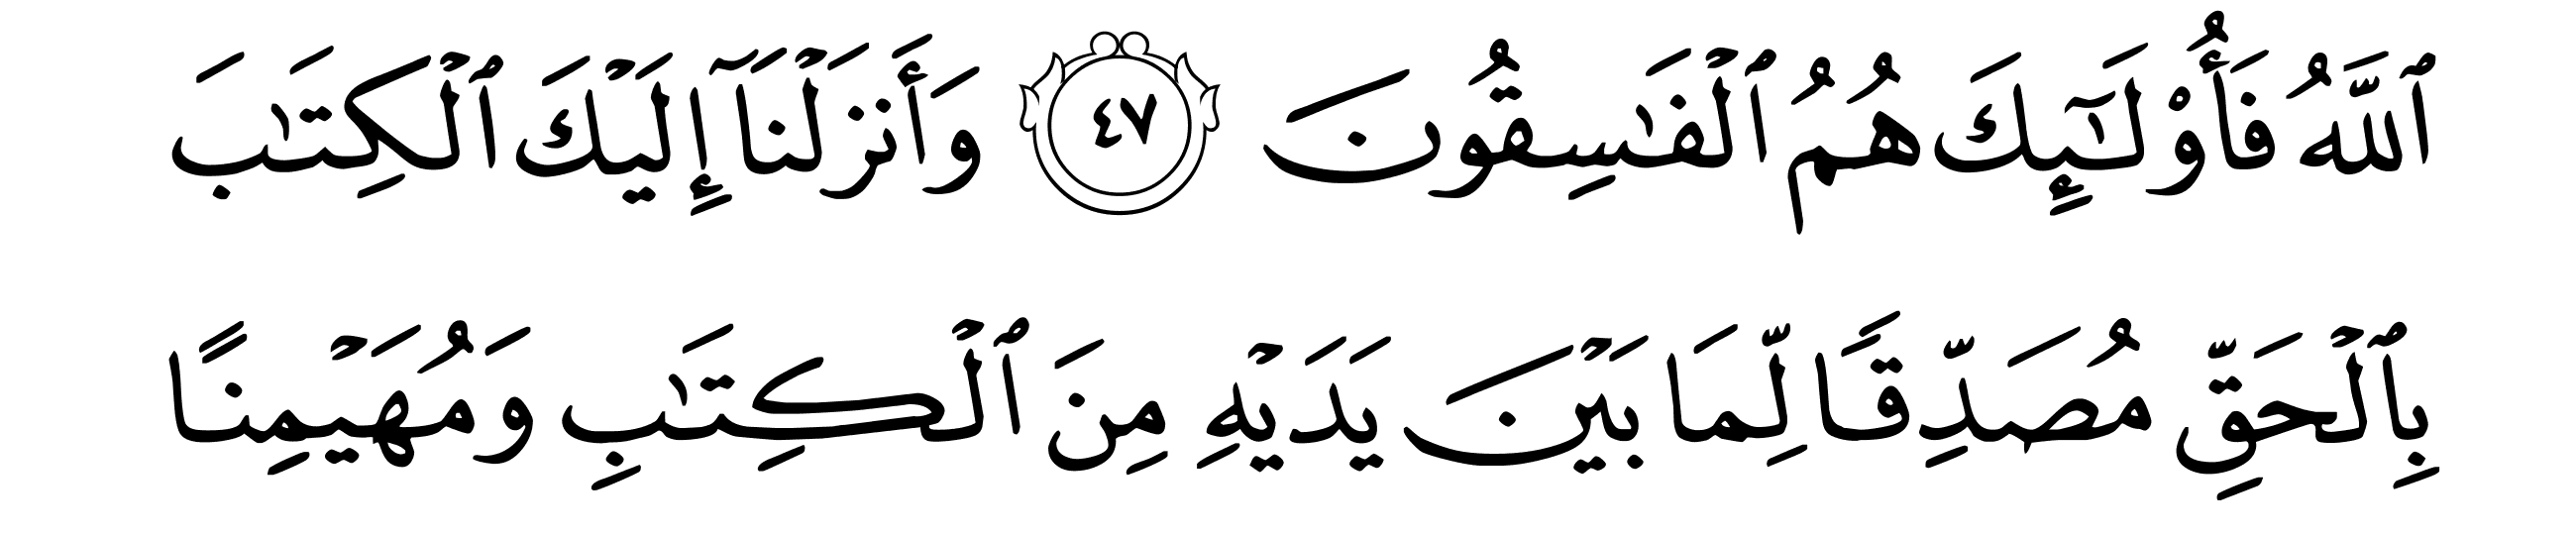 ٱللَّهُ فَأُوْلَٰٓئِكَ هُمُ ٱلۡفَٰسِقُونَ ٤٧ وَأَنزَلۡنَآ إِلَيۡكَ ٱلۡكِتَٰبَ
بِٱلۡحَقِّ مُصَدِّقٗا لِّمَا بَيۡنَ يَدَيۡهِ مِنَ ٱلۡكِتَٰبِ وَمُهَيۡمِنًا